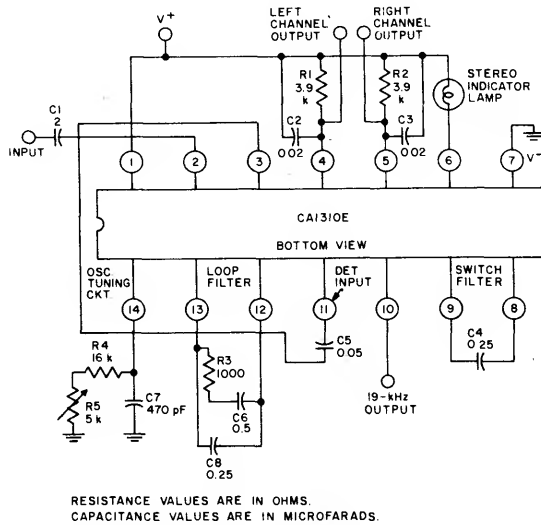 LEFT CHANNEL OUTPUT
RIGHT CHANNEL OUTPUT
V+
R1 3.9 k
R2 3.9 k
STEREO INDICATOR LAMP
C1 2
INPUT
C2 0.02
C3 0.02
1
2
3
4
5
6
7
V-
CA1310E
BOTTOM VIEW
OSC. TUNING CKT.
LOOP FILTER
DET INPUT
SWITCH FILTER
14
13
12
11
10
9
8
R4 16 k
R5 5 k
C7 470 pF
R3 1000
C6 0.5
C8 0.25
C5 0.05
19-kHz OUTPUT
C4 0.25
RESISTANCE VALUES ARE IN OHMS.
CAPACITANCE VALUES ARE IN MICROFARADS.